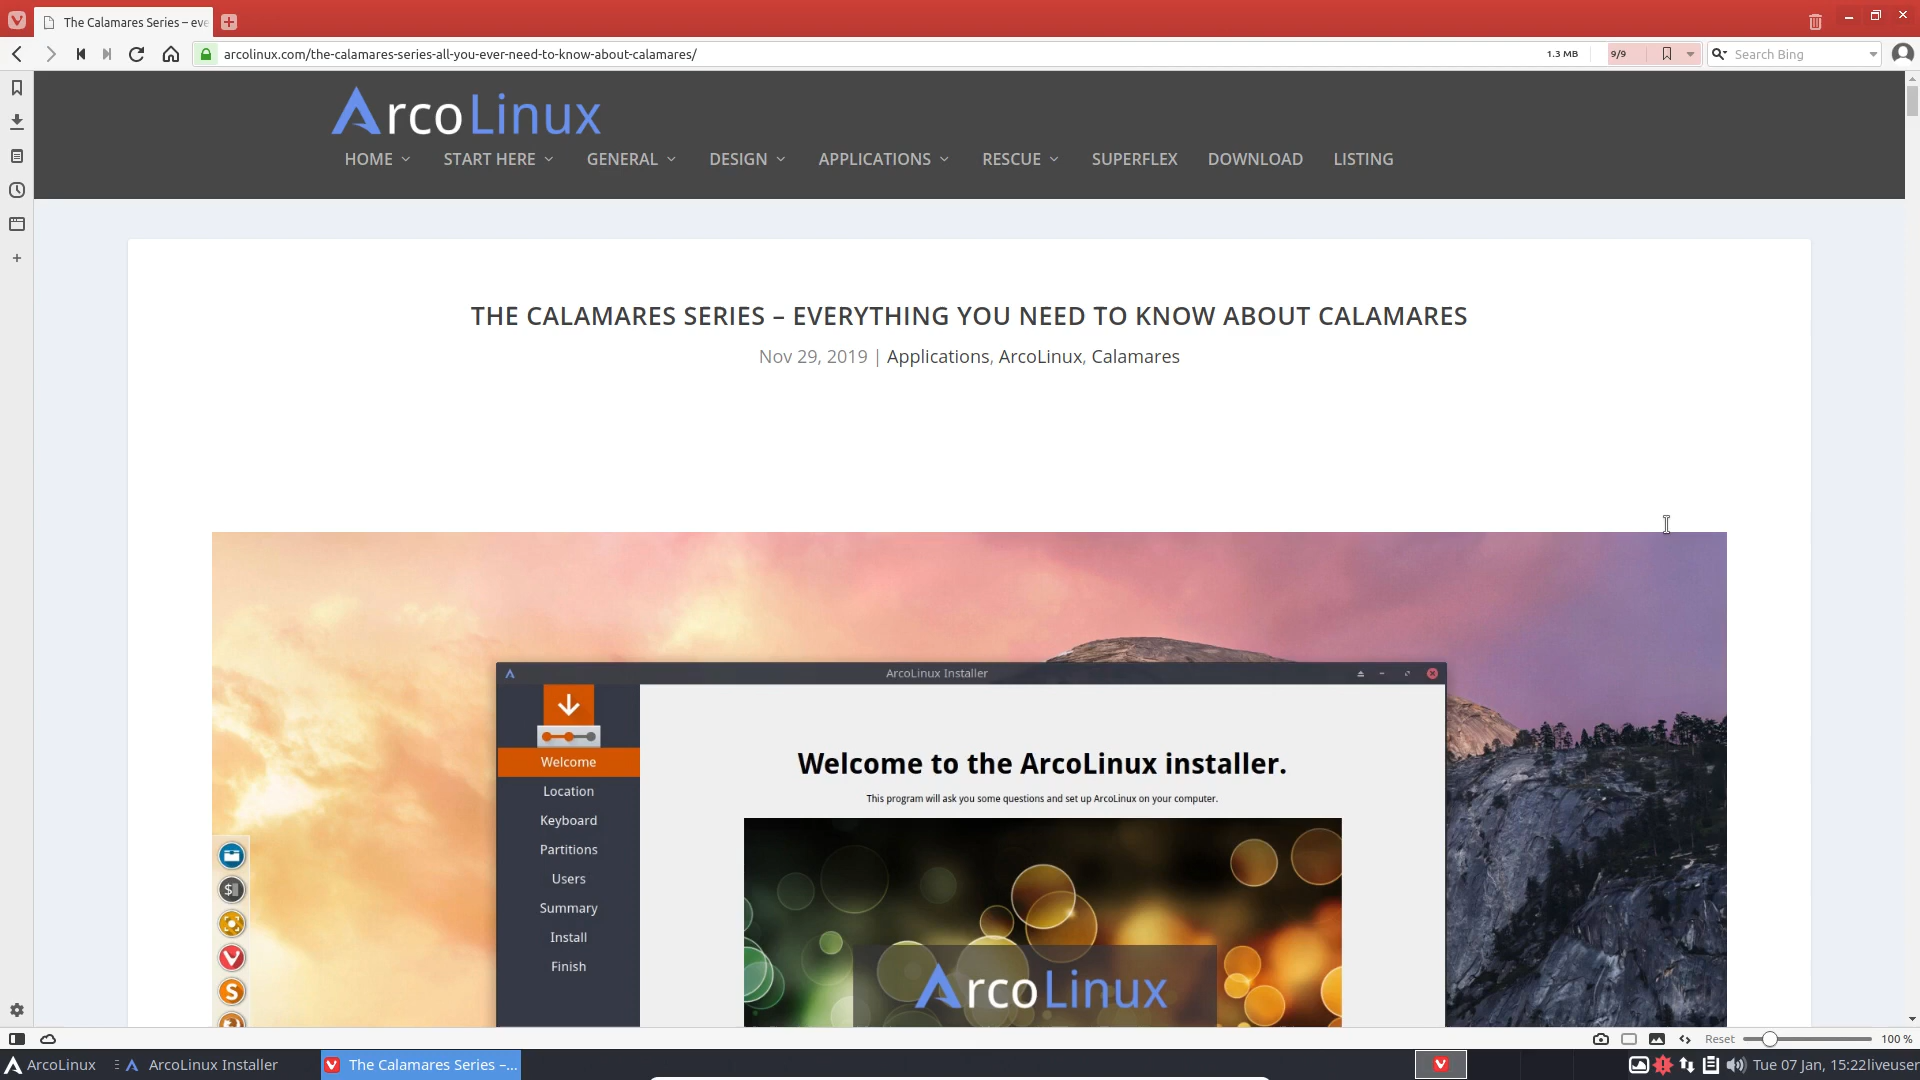 The Calamares Series – eve
arcolinux.com/the-calamares-series-all-you-ever-need-to-know-about-calamares/
1.3 MB
9/9
Search Bing
ArcoLinux
HOME
START HERE
GENERAL
DESIGN
APPLICATIONS
RESCUE
SUPERFLEX
DOWNLOAD
LISTING
THE CALAMARES SERIES – EVERYTHING YOU NEED TO KNOW ABOUT CALAMARES
Nov 29, 2019 | Applications, ArcoLinux, Calamares
ArcoLinux Installer
Welcome
Location
Keyboard
Partitions
Users
Summary
Install
Finish
Welcome to the ArcoLinux installer.
This program will ask you some questions and set up ArcoLinux on your computer.
ArcoLinux
Reset
100 %
ArcoLinux
ArcoLinux Installer
The Calamares Series –...
Tue 07 Jan, 15:22
liveuser